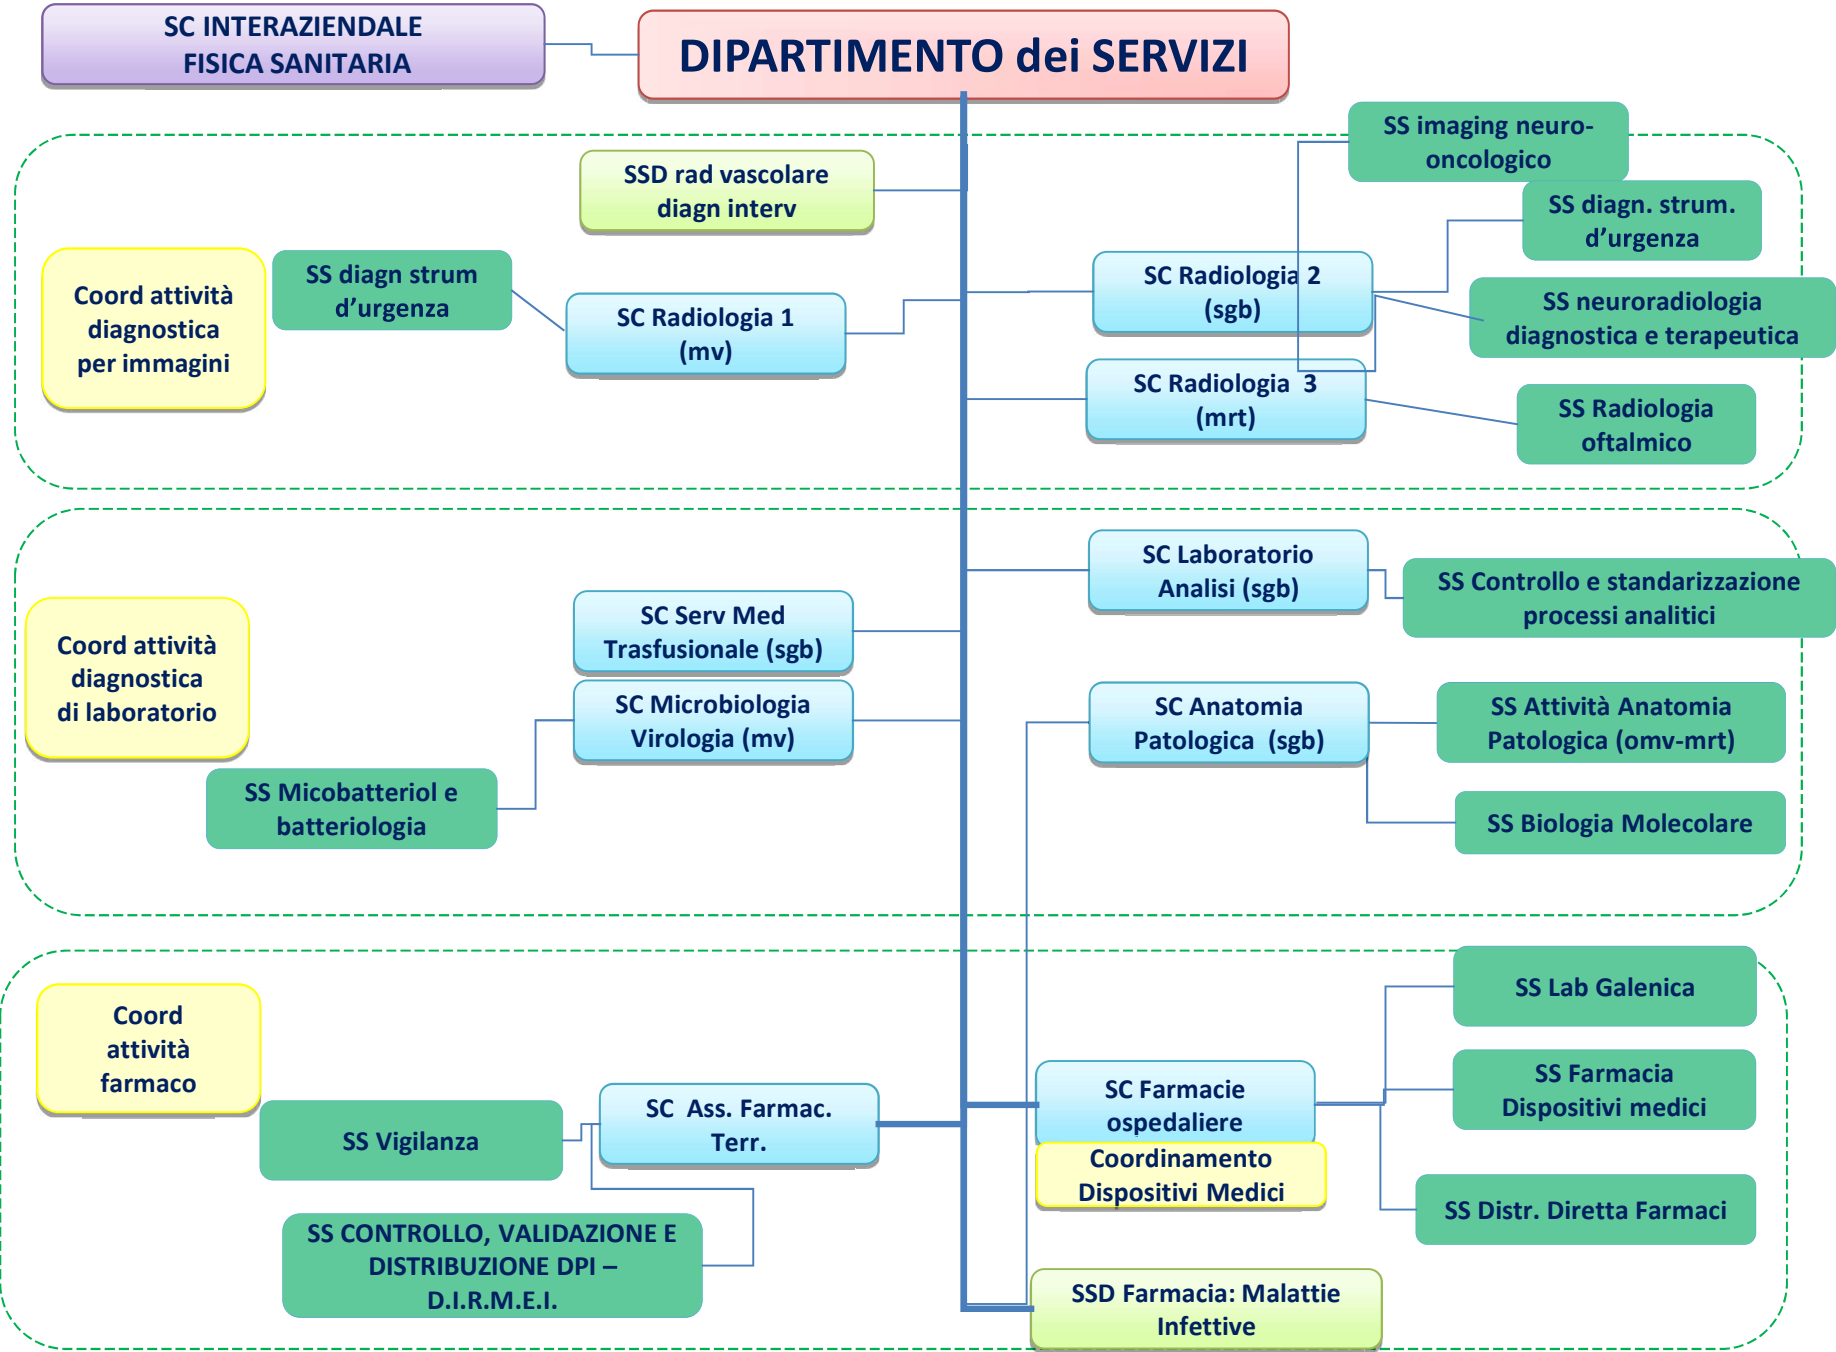 SC INTERAZIENDALE
FISICA SANITARIA
DIPARTIMENTO dei SERVIZI
SS imaging neuro-
oncologico
SSD rad vascolare
diagn interv
SS diagn. strum.
d’urgenza
Coord attività
diagnostica
per immagini
SS diagn strum
d’urgenza
SC Radiologia 1
(mv)
SC Radiologia 2
(sgb)
SS neuroradiologia
diagnostica e terapeutica
SC Radiologia 3
(mrt)
SS Radiologia
oftalmico
SC Laboratorio
Analisi (sgb)
SS Controllo e standarizzazione
processi analitici
Coord attività
diagnostica
di laboratorio
SC Serv Med
Trasfusionale (sgb)
SC Microbiologia
Virologia (mv)
SC Anatomia
Patologica (sgb)
SS Attività Anatomia
Patologica (omv-mrt)
SS Micobatteriol e
batteriologia
SS Biologia Molecolare
Coord
attività
farmaco
SS Lab Galenica
SS Vigilanza
SC Ass. Farmac.
Terr.
SC Farmacie
ospedaliere
SS Farmacia
Dispositivi medici
Coordinamento
Dispositivi Medici
SS Distr. Diretta Farmaci
SS CONTROLLO, VALIDAZIONE E
DISTRIBUZIONE DPI –
D.I.R.M.E.I.
SSD Farmacia: Malattie
Infettive